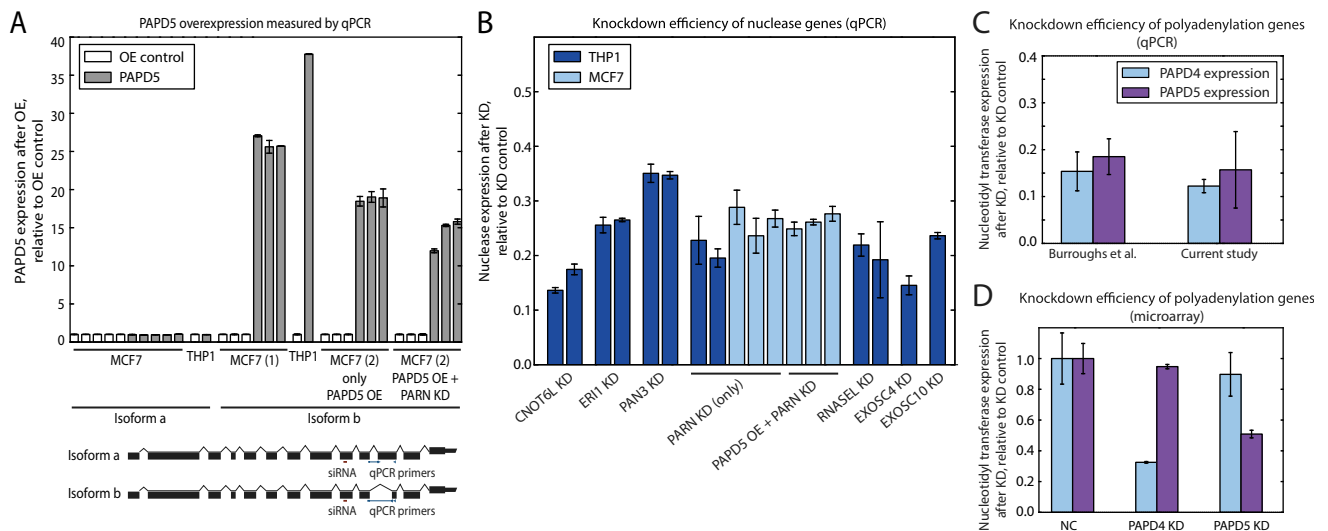 A
PAPD5 overexpression measured by qPCR
PAPD5 expression after OE,
relative to OE control
OE control
PAPD5
40
35
30
25
20
15
10
5
0
MCF7
THP1
MCF7 (1)
THP1
MCF7 (2)
only
PAPD5 OE
MCF7 (2)
PAPD5 OE +
PARN KD
Isoform a
Isoform b
Isoform a
siRNA
qPCR primers
Isoform b
siRNA
qPCR primers
B
Knockdown efficiency of nuclease genes (qPCR)
Nuclease expression after KD,
relative to KD control
THP1
MCF7
0.5
0.4
0.3
0.2
0.1
0.0
CNOT6L KD
ERI1 KD
PAN3 KD
PARN KD (only)
PAPD5 OE + PARN KD
RNASEL KD
EXOSC4 KD
EXOSC10 KD
C
Knockdown efficiency of polyadenylation genes
(qPCR)
Nucleotidyl transferase expression
after KD, relative to KD control
PAPD4 expression
PAPD5 expression
0.4
0.3
0.2
0.1
0.0
Burroughs et al.
Current study
D
Knockdown efficiency of polyadenylation genes
(microarray)
Nucleotidyl transferase expression
after KD, relative to KD control
1.0
0.8
0.6
0.4
0.2
0.0
NC
PAPD4 KD
PAPD5 KD